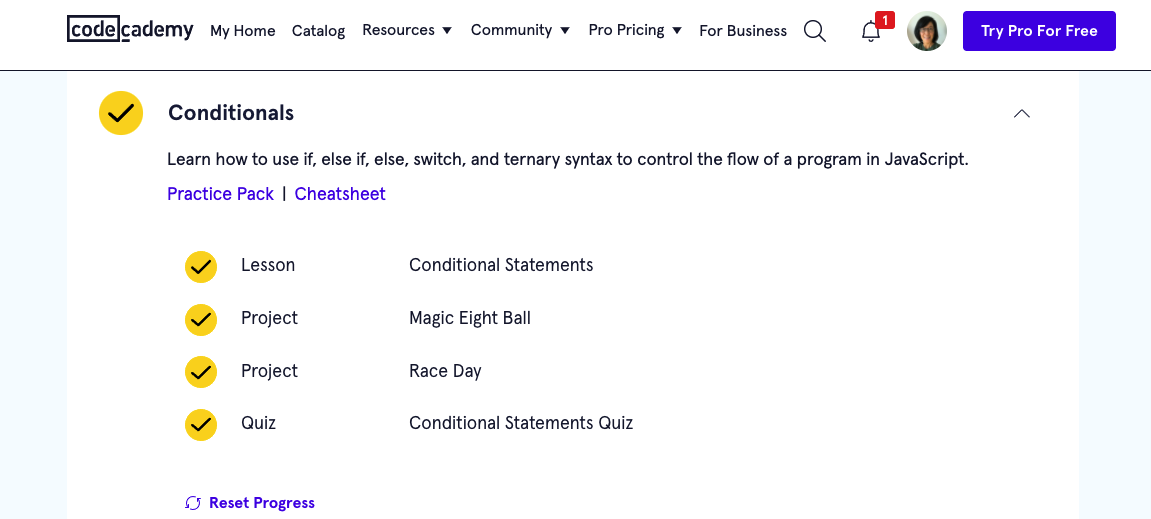 codecademy My Home Catalog Resources Community Pro Pricing For Business 1 Try Pro For Free
Conditionals
Learn how to use if, else if, else, switch, and ternary syntax to control the flow of a program in JavaScript.
Practice Pack | Cheatsheet
Lesson Conditional Statements
Project Magic Eight Ball
Project Race Day
Quiz Conditional Statements Quiz
Reset Progress